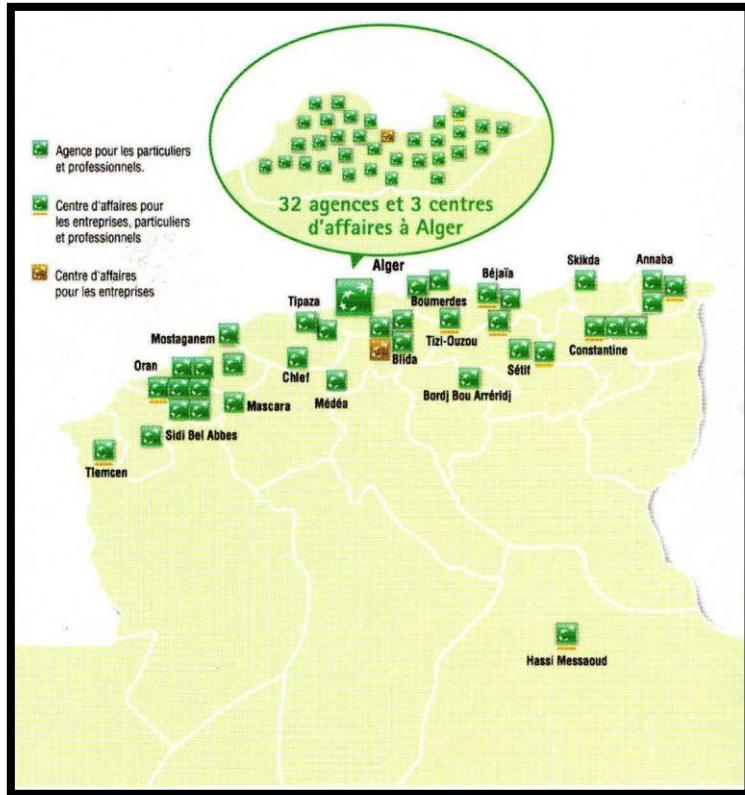 32 agences et 3 centres
d'affaires à Alger
Agence pour les particuliers
et professionnels.
Centre d'affaires pour
les entreprises, particuliers
et professionnels
Centre d'affaires
pour les entreprises
Alger
Tipaza
Boumerdes
Béjaïa
Skikda
Annaba
Mostaganem
Oran
Chlef
Médéa
Blida
Tizi-Ouzou
Sétif
Constantine
Bordj Bou Arréridj
Mascara
Sidi Bel Abbes
Tlemcen
Hassi Messaoud